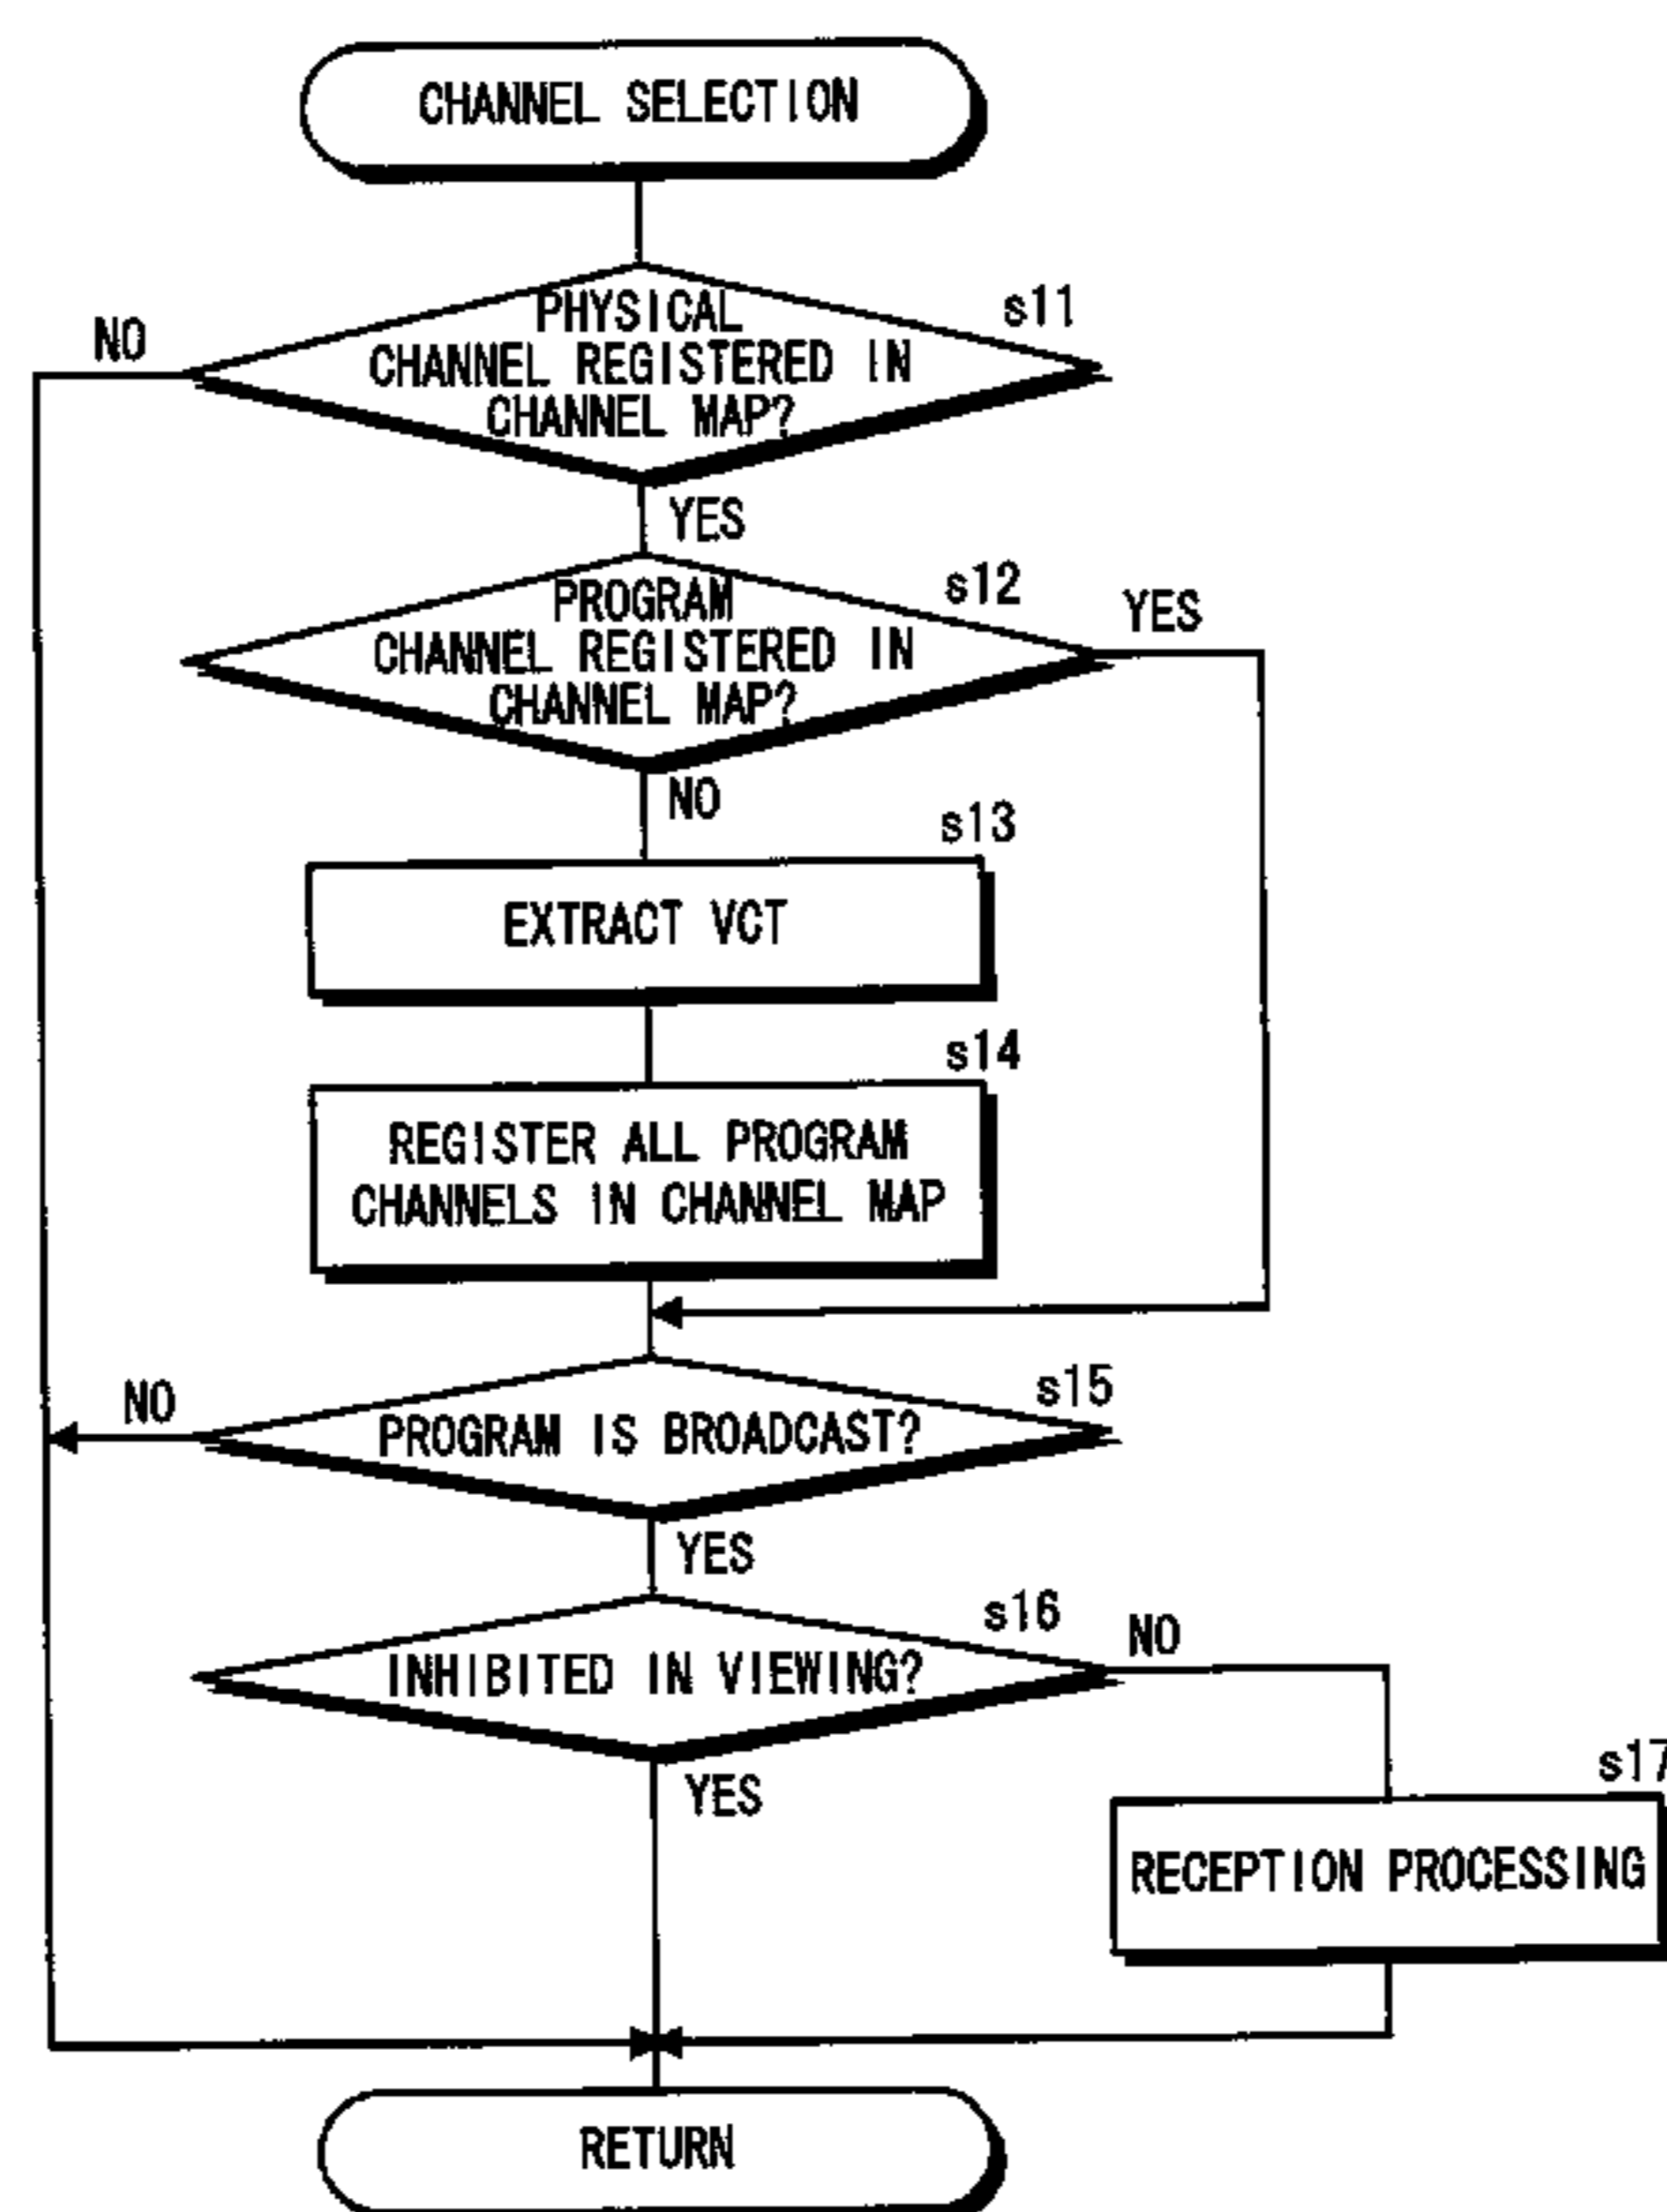 CHANNEL SELECTION
s11
NO
PHYSICAL
CHANNEL REGISTERED IN
CHANNEL MAP?
YES
s12
YES
PROGRAM
CHANNEL REGISTERED IN
CHANNEL MAP?
NO
s13
EXTRACT VCT
s14
REGISTER ALL PROGRAM
CHANNELS IN CHANNEL MAP
NO
s15
PROGRAM IS BROADCAST?
YES
s16
NO
INHIBITED IN VIEWING?
YES
s17
RECEPTION PROCESSING
RETURN